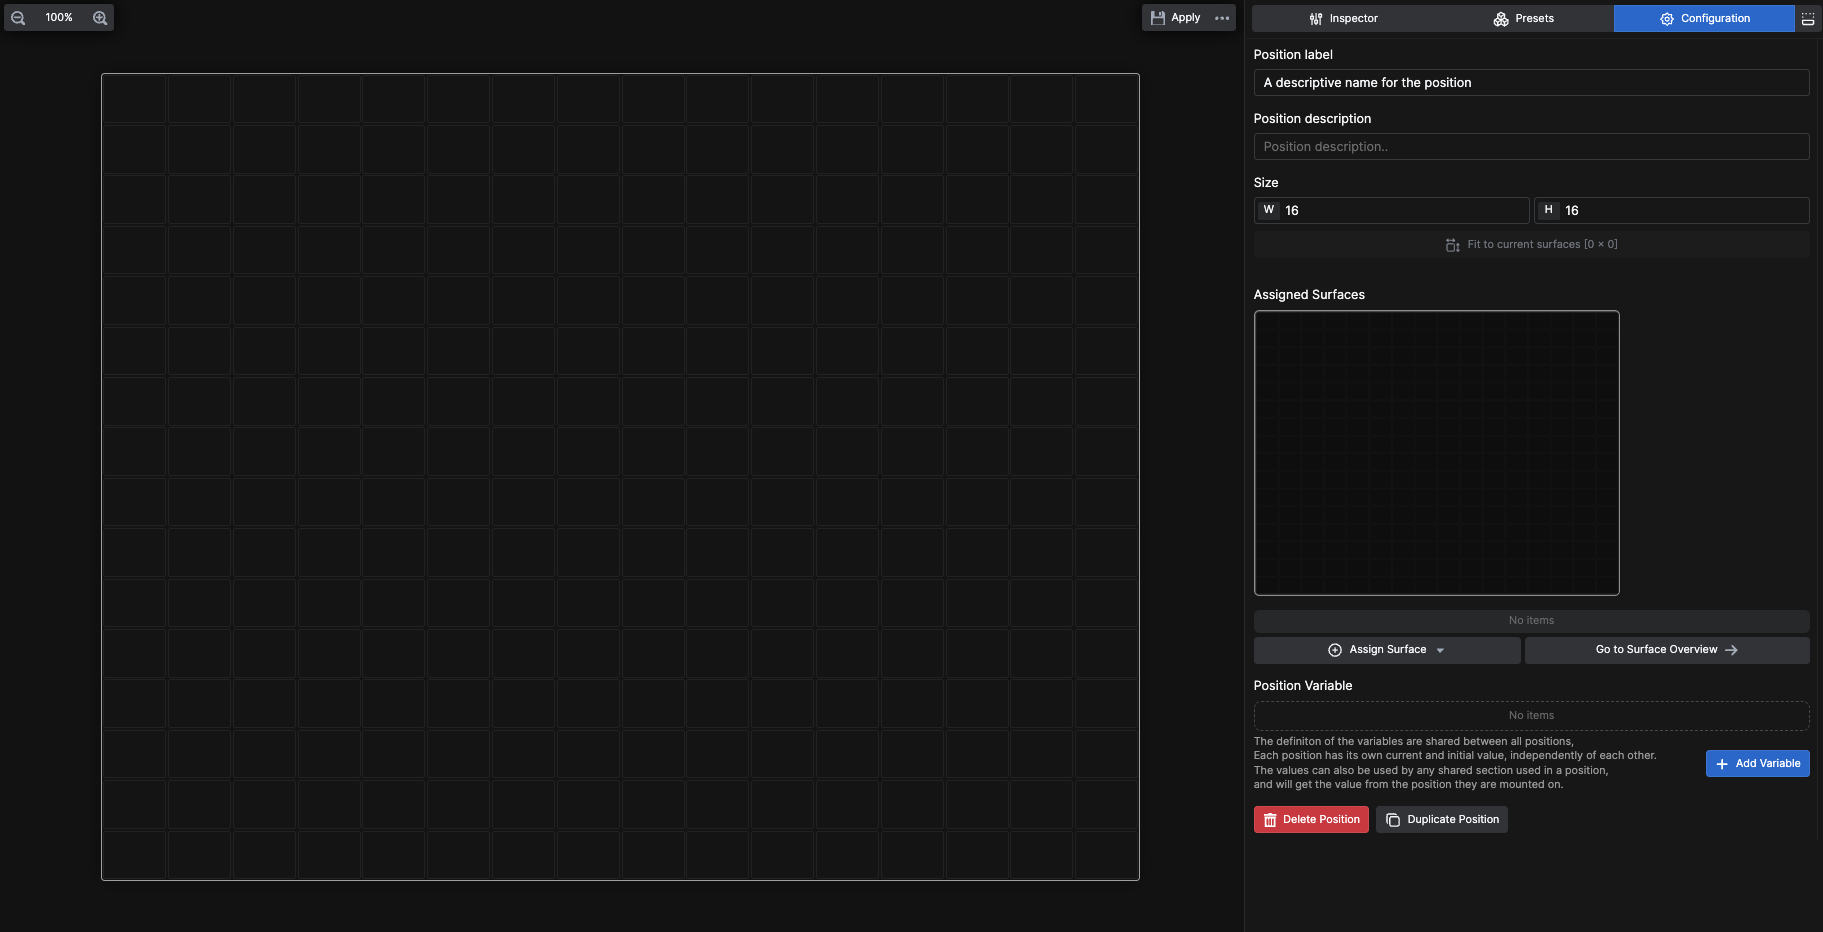 100%
Apply
Inspector
Presets
Configuration
Position label
A descriptive name for the position
Position description
Position description..
Size
W 16
H 16
Fit to current surfaces [0 × 0]
Assigned Surfaces
No items
Assign Surface
Go to Surface Overview
Position Variable
No items
The definiton of the variables are shared between all positions,
Each position has its own current and initial value, independently of each other.
The values can also be used by any shared section used in a position,
and will get the value from the position they are mounted on.
Add Variable
Delete Position
Duplicate Position